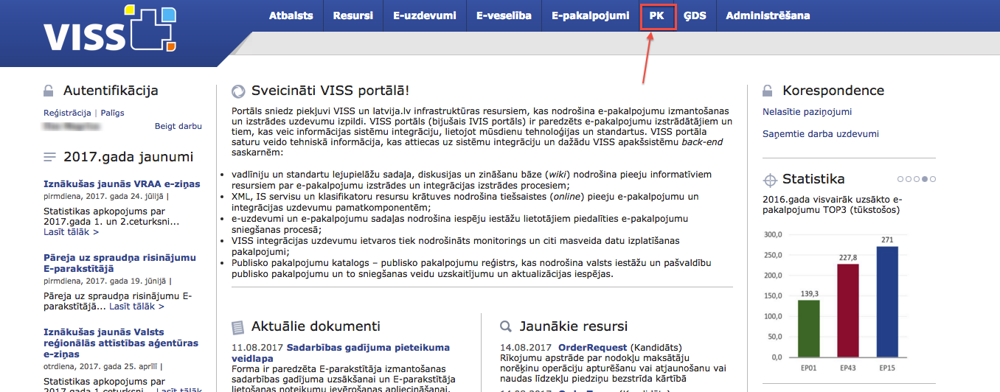 VISS
Atbalsts
Resursi
E-uzdevumi
E-veselība
E-pakalpojumi
PK
ĢDS
Administrēšana
Autentifikācija
Reģistrācija | Palīgs
Beigt darbu
2017.gada jaunumi
Iznākušas jaunās VRAA e-ziņas
pirmdiena, 2017. gada 24. jūlijā |
Statistikas apkopojums par
2017.gada 1. un 2.ceturksni...
Lasīt tālāk >
Pāreja uz spraudņa risinājumu
E-parakstītājā
pirmdiena, 2017. gada 19. jūnijā |
Pāreja uz spraudņa risinājumu E-
parakstītājā... Lasīt tālāk >
Iznākušas jaunās Valsts
reģionālās attīstības aģentūras
e-ziņas
otrdiena, 2017. gada 25. aprīlī |
Statistikas apkopojums par
2017.gada 1.ceturksni... Lasīt tālāk
Sveicināti VISS portālā!
Portāls sniedz piekļuvi VISS un latvija.lv infrastruktūras resursiem, kas nodrošina e-pakalpojumu izmantošanas
un izstrādes uzdevumu izpildi. VISS portāls (bijušais IVIS portāls) ir paredzēts e-pakalpojumu izstrādātājiem un
tiem, kas veic informācijas sistēmu integrāciju, lietojot mūsdienu tehnoloģijas un standartus. VISS portāla
saturu veido tehniskā informācija, kas attiecas uz sistēmu integrāciju un dažādu VISS apakšsistēmu back-end
saskarnēm:
• vadlīniju un standartu lejupielāžu sadaļa, diskusijas un zināšanu bāze (wiki) nodrošina pieeju informatīviem
resursiem par e-pakalpojumu izstrādes un integrācijas izstrādes procesiem;
• XML, IS servisu un klasifikatoru resursu krātuves nodrošina tiešsaistes (online) pieeju e-pakalpojumu un
integrācijas uzdevumu pamatkomponentēm;
• e-uzdevumi un e-pakalpojumu sadaļas nodrošina iespēju iestāžu lietotājiem piedalīties e-pakalpojumu
sniegšanas procesā;
• VISS integrācijas uzdevumu ietvaros tiek nodrošināts monitorings un citi masveida datu izplatīšanas
pakalpojumi;
• Publisko pakalpojumu katalogs – publisko pakalpojumu reģistrs, kas nodrošina valsts iestāžu un pašvaldību
publisko pakalpojumu un to sniegšanas veidu uzskaitījumu un aktualizācijas iespējas.
Aktuālie dokumenti
11.08.2017 Sadarbības gadījuma pieteikuma
veidlapa
Forma ir paredzēta E-parakstītāja izmantošanas
sadarbības gadījuma uzsākšanai un E-parakstītāja
lietošanas noteikumu ievērošanas apliecināšanai.
Jaunākie resursi
14.08.2017 OrderRequest (Kandidāts)
Rīkojumu apstrāde par nodokļu maksātāju
norēķinu operāciju apturēšanu vai atjaunošanu vai
naudas līdzekļu piedziņu bezstrīda kārtībā
14.08.2017
(Kandidāts)
Korespondence
Nelasītie paziņojumi
Saņemtie darba uzdevumi
Statistika
2016.gada visvairāk uzsākto e-
pakalpojumu TOP3 (tūkstošos)
300,0
250,0
200,0
150,0
100,0
50,0
0,0
139,3
227,8
271
EP01
EP43
EP15